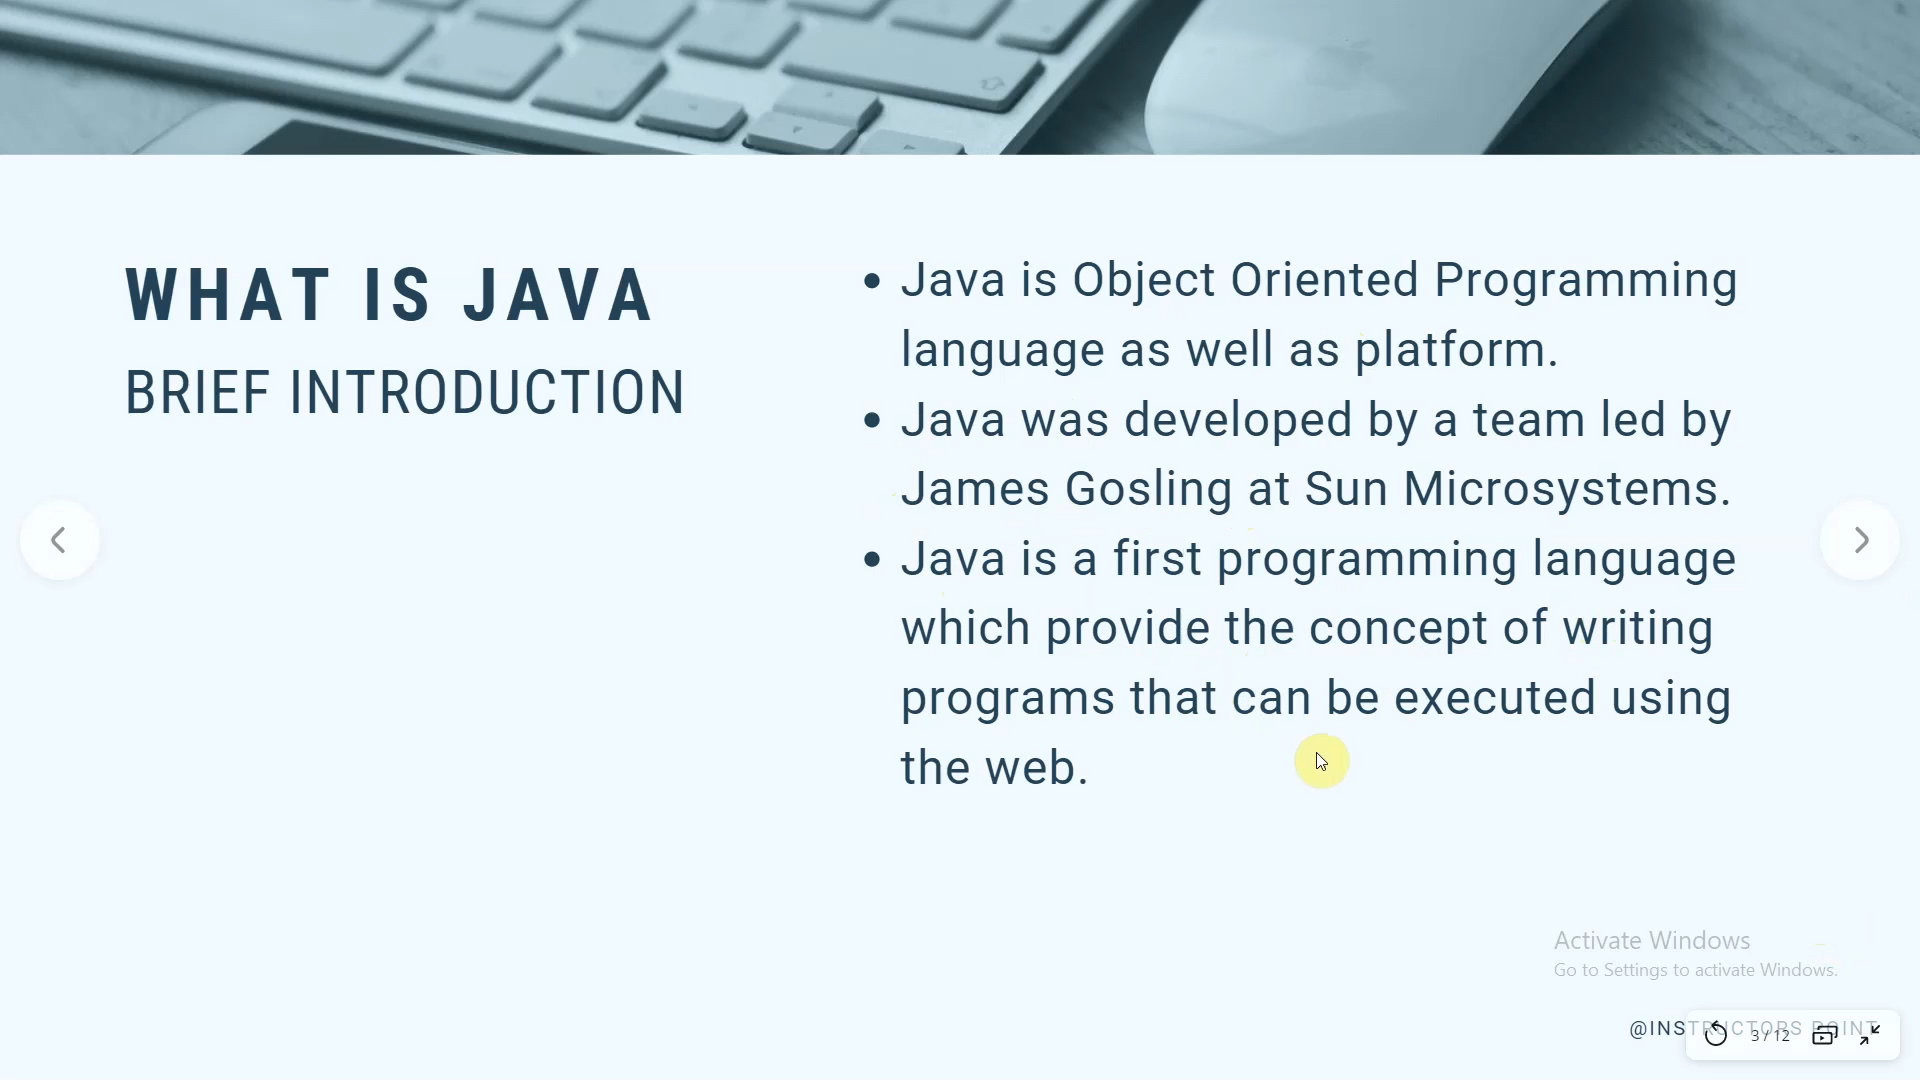 WHAT IS JAVA
BRIEF INTRODUCTION
• Java is Object Oriented Programming
language as well as platform.
• Java was developed by a team led by
James Gosling at Sun Microsystems.
• Java is a first programming language
which provide the concept of writing
programs that can be executed using
the web.
Activate Windows
Go to Settings to activate Windows.
@INSTRUCTORS POINT
3 / 12